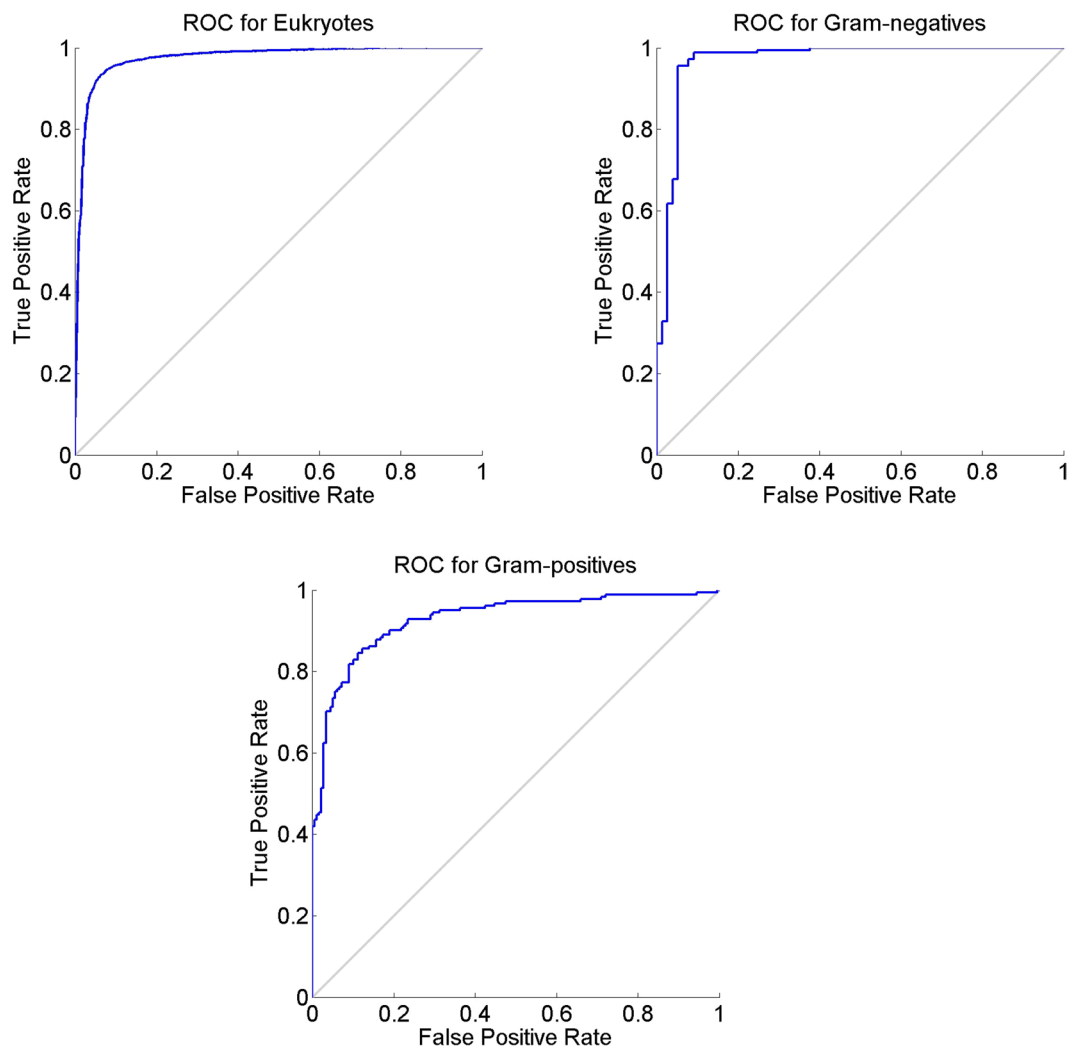 ROC for Eukryotes
1
0.8
0.6
0.4
0.2
0
0 0.2 0.4 0.6 0.8 1
True Positive Rate
False Positive Rate
ROC for Gram-negatives
1
0.8
0.6
0.4
0.2
0
0 0.2 0.4 0.6 0.8 1
True Positive Rate
False Positive Rate
ROC for Gram-positives
1
0.8
0.6
0.4
0.2
0
0 0.2 0.4 0.6 0.8 1
True Positive Rate
False Positive Rate